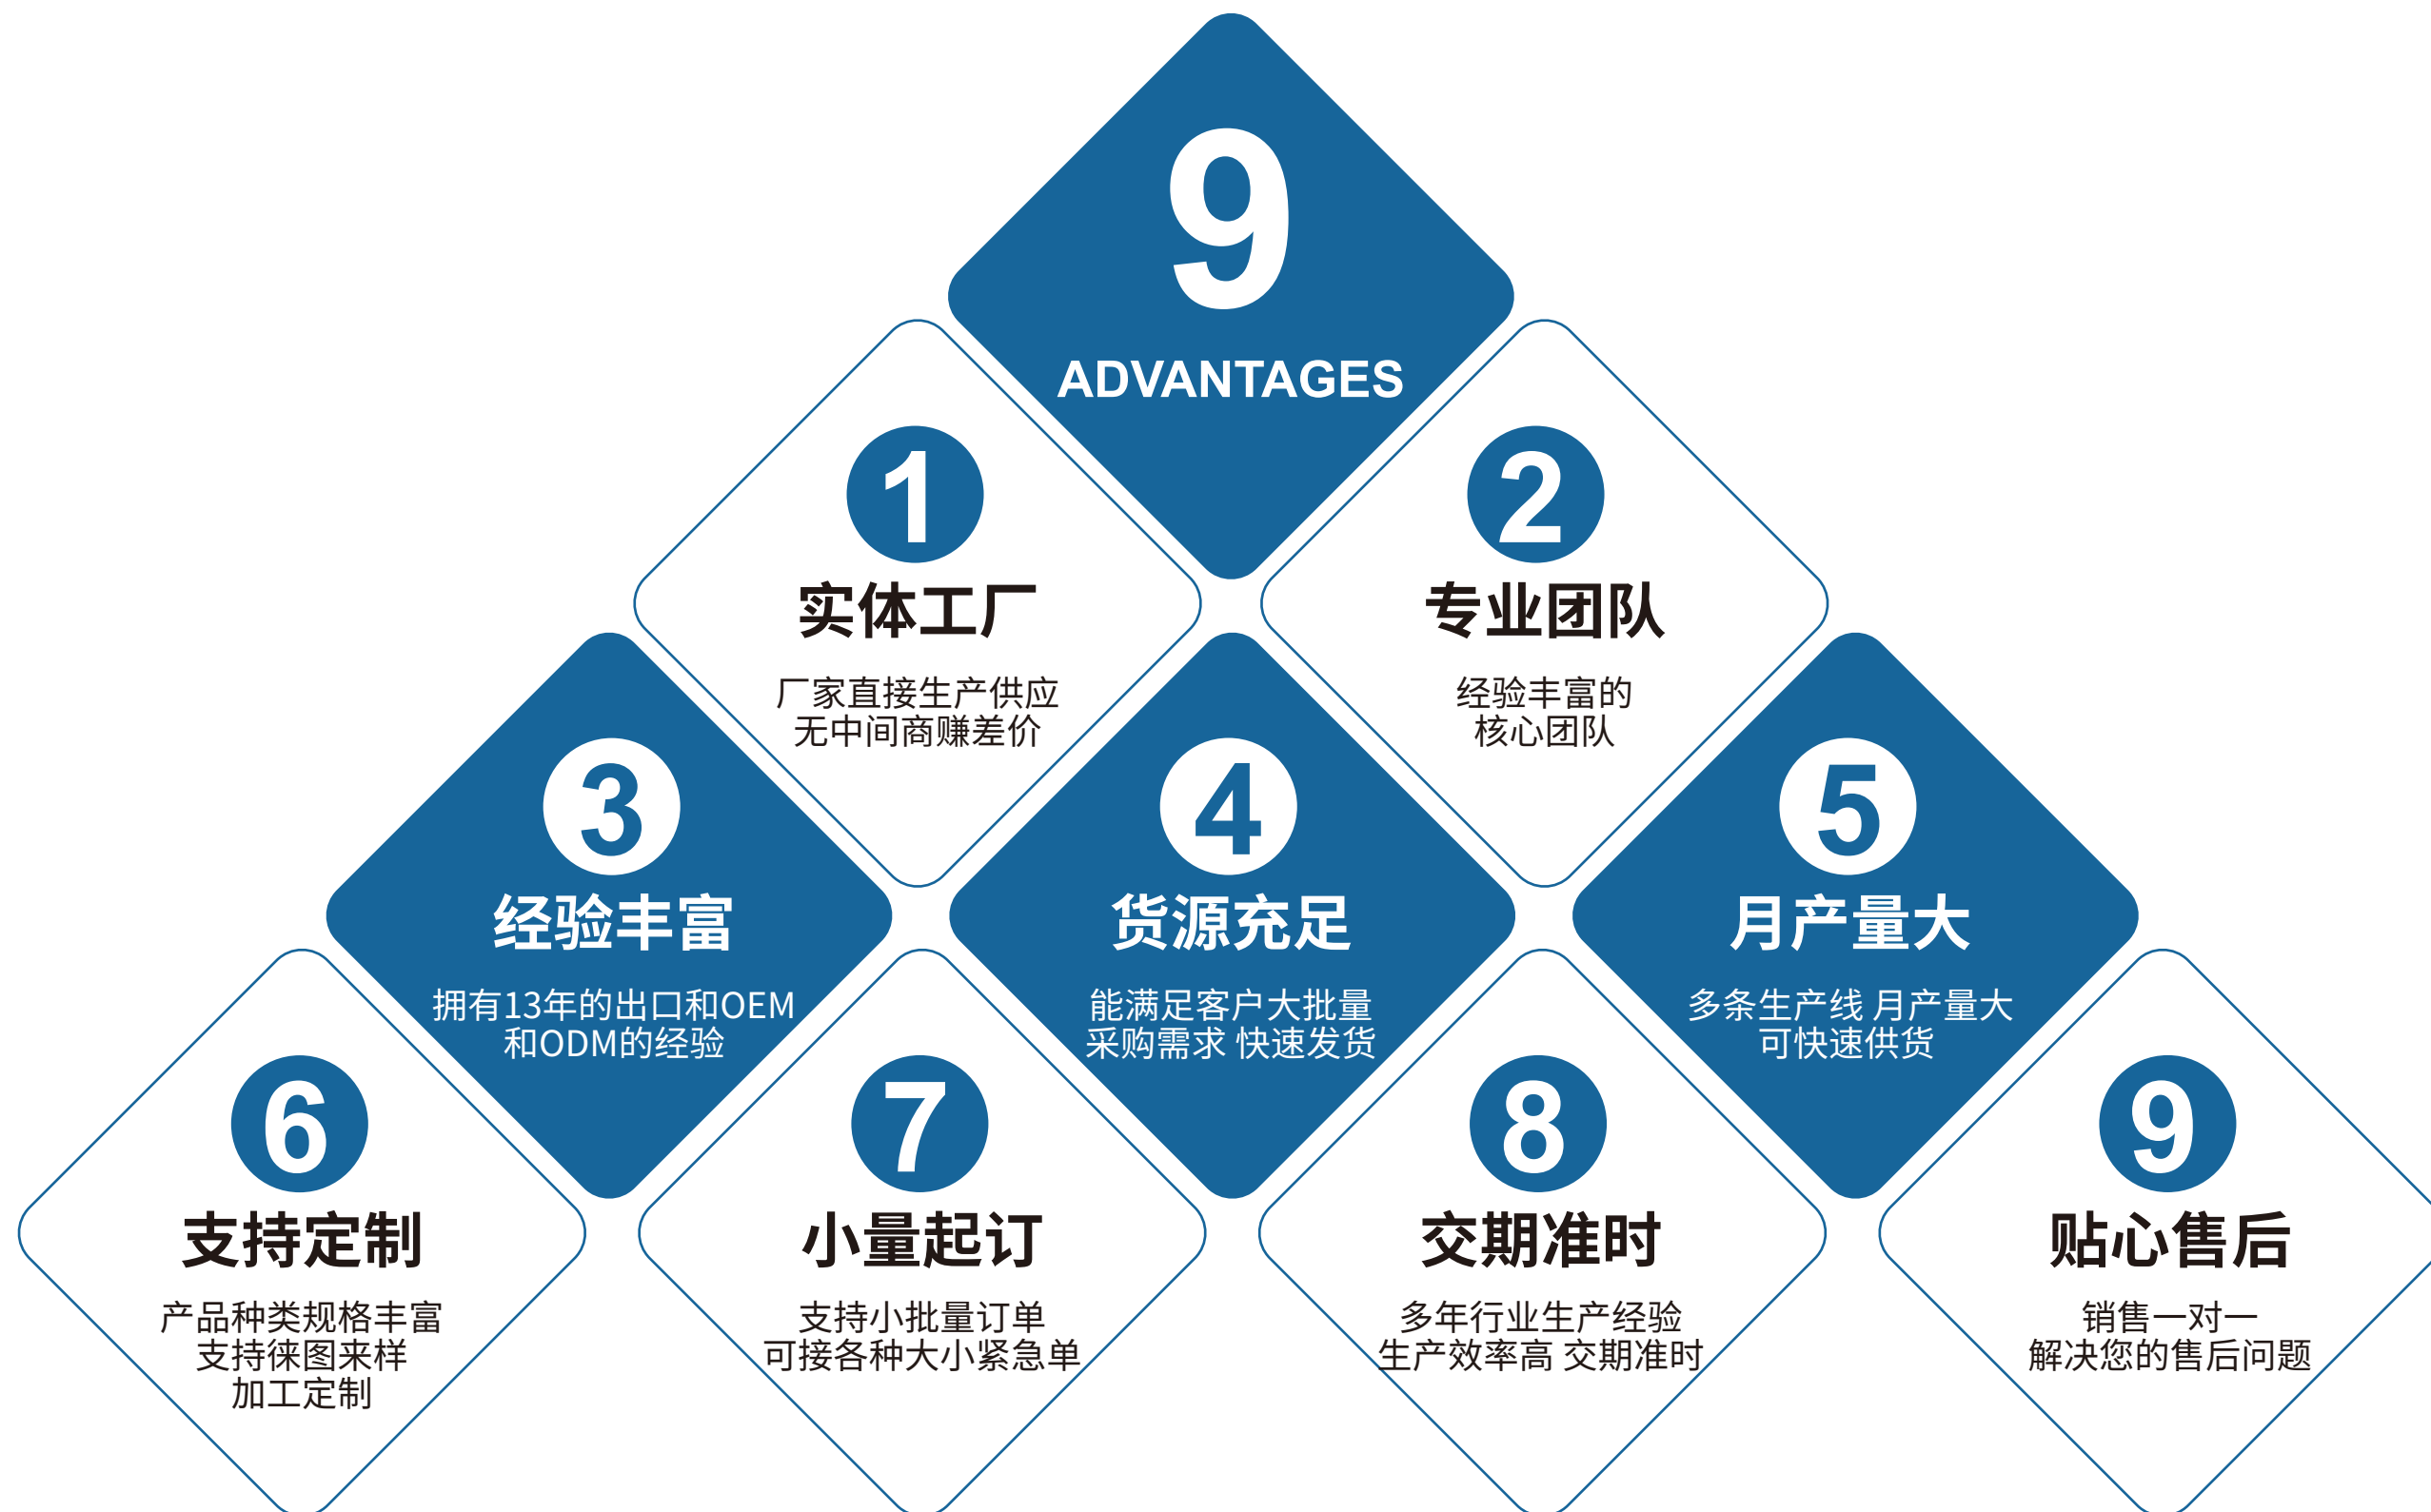 9
ADVANTAGES
1
实体工厂
厂家直接生产供应
无中间商赚差价
2
专业团队
经验丰富的
核心团队
3
经验丰富
拥有13年的出口和OEM
和ODM的经验
4
货源充足
能满足客户大批量
采购需求 快速发货
5
月产量大
多条生产线 月产量大
可快速供货
6
支持定制
产品种类规格丰富
支持徕图来样
加工定制
7
小量起订
支持小批量订单
可接各种大小紧急单
8
交期准时
多年行业生产经验
生产效率高 交期准时
9
贴心售后
销售一对一
解决您的售后问题